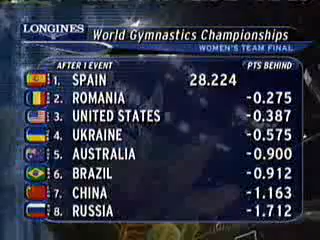 LONGINES
World Gymnastics Championships
WOMEN'S TEAM FINAL
AFTER 1 EVENT PTS BEHIND
1. SPAIN 28.224
2. ROMANIA -0.275
3. UNITED STATES -0.387
4. UKRAINE -0.575
5. AUSTRALIA -0.900
6. BRAZIL -0.912
7. CHINA -1.163
8. RUSSIA -1.712